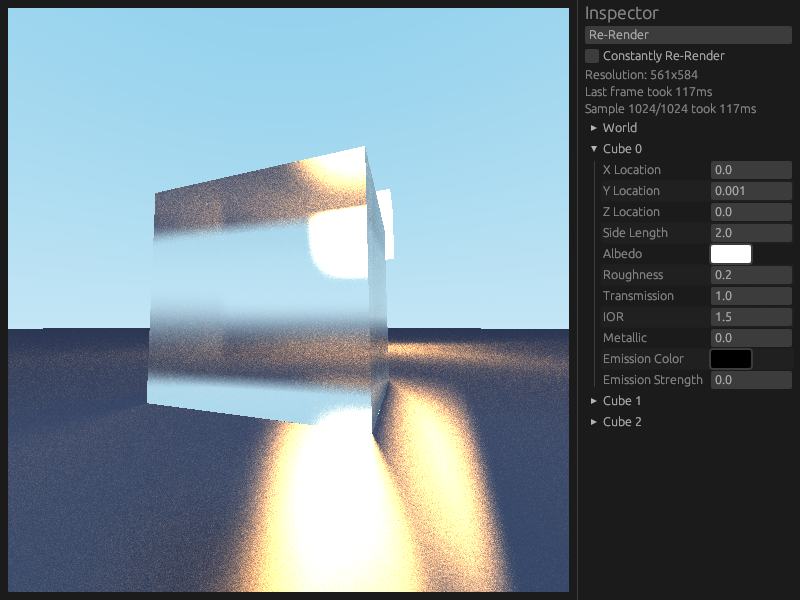 Inspector
Re-Render
Constantly Re-Render
Resolution: 561x584
Last frame took 117ms
Sample 1024/1024 took 117ms
World
Cube 0
X Location 0.0
Y Location 0.001
Z Location 0.0
Side Length 2.0
Albedo
Roughness 0.2
Transmission 1.0
IOR 1.5
Metallic 0.0
Emission Color
Emission Strength 0.0
Cube 1
Cube 2